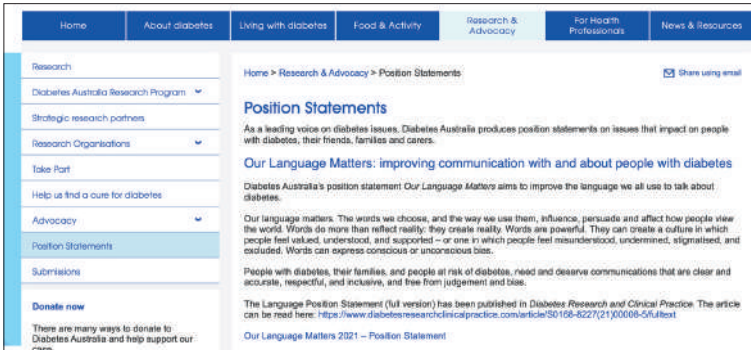 Home
About diabetes
Living with diabetes
Food & Activity
Research &
Advocacy
For Health
Professionals
News & Resources
Research
Diabetes Australia Research Program
Strategic research partners
Research Organisations
Take Part
Help us find a cure for diabetes
Advocacy
Position Statements
Submissions
Donate now
There are many ways to donate to
Diabetes Australia and help support our
Home > Research & Advocacy > Position Statements
Share using email
Position Statements
As a leading voice on diabetes issues, Diabetes Australia produces position statements on issues that impact on people
with diabetes, their friends, families and carers.
Our Language Matters: improving communication with and about people with diabetes
Diabetes Australia's position statement Our Language Matters aims to improve the language we all use to talk about
diabetes.
Our language matters. The words we choose, and the way we use them, influence, persuade and affect how people view
the world. Words do more than reflect reality: they create reality. Words are powerful. They can create a culture in which
people feel valued, understood, and supported – or one in which people feel misunderstood, undermined, stigmatised, and
excluded. Words can express conscious or unconscious bias.
People with diabetes, their families, and people at risk of diabetes, need and deserve communications that are clear and
accurate, respectful, and inclusive, and free from judgement and bias.
The Language Position Statement (full version) has been published in Diabetes Research and Clinical Practice. The article
can be read here: https://www.diabetesresearchclinicalpractice.com/article/S0168-8227(21)00008-5/fulltext
Our Language Matters 2021 – Position Statement